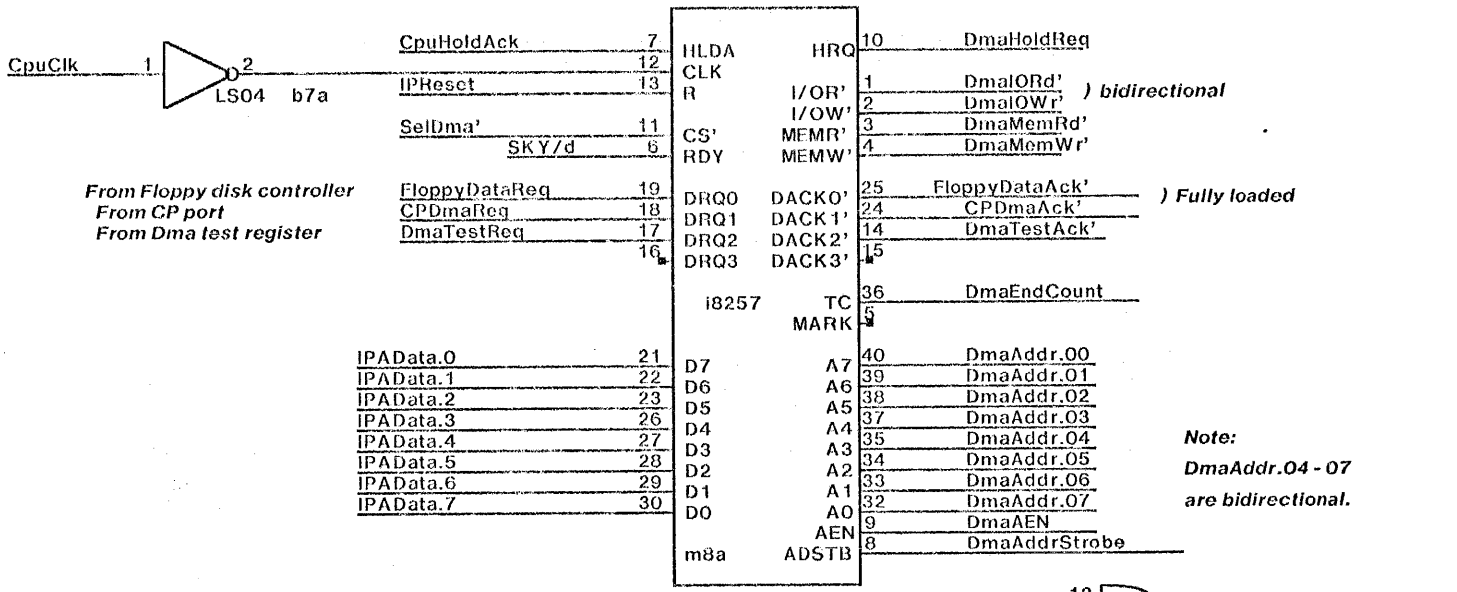 CpuClk 1 2 LS04 b7a
CpuHoldAck 7 HLDA HRQ 10 DmaHoldReq
12 CLK
IPReset 13 R I/OR' 1 DmaIORd' ) bidirectional
I/OW' 2 DmaIOWr'
SelDma' 11 CS' MEMR' 3 DmaMemRd'
SKY/d 6 RDY MEMW' 4 DmaMemWr'
From Floppy disk controller FloppyDataReq 19 DRQ0 DACK0' 25 FloppyDataAck' ) Fully loaded
From CP port CPDmaReq 18 DRQ1 DACK1' 24 CPDmaAck'
From Dma test register DmaTestReq 17 DRQ2 DACK2' 14 DmaTestAck'
16 DRQ3 DACK3' 15
i8257 TC 36 DmaEndCount
MARK 5
IPAData.0 21 D7 A7 40 DmaAddr.00
IPAData.1 22 D6 A6 39 DmaAddr.01
IPAData.2 23 D5 A5 38 DmaAddr.02
IPAData.3 26 D4 A4 37 DmaAddr.03
IPAData.4 27 D3 A3 35 DmaAddr.04
IPAData.5 28 D2 A2 34 DmaAddr.05
IPAData.6 29 D1 A1 33 DmaAddr.06
IPAData.7 30 D0 A0 32 DmaAddr.07
AEN 9 DmaAEN
m8a ADSTB 8 DmaAddrStrobe
Note:
DmaAddr.04 - 07
are bidirectional.